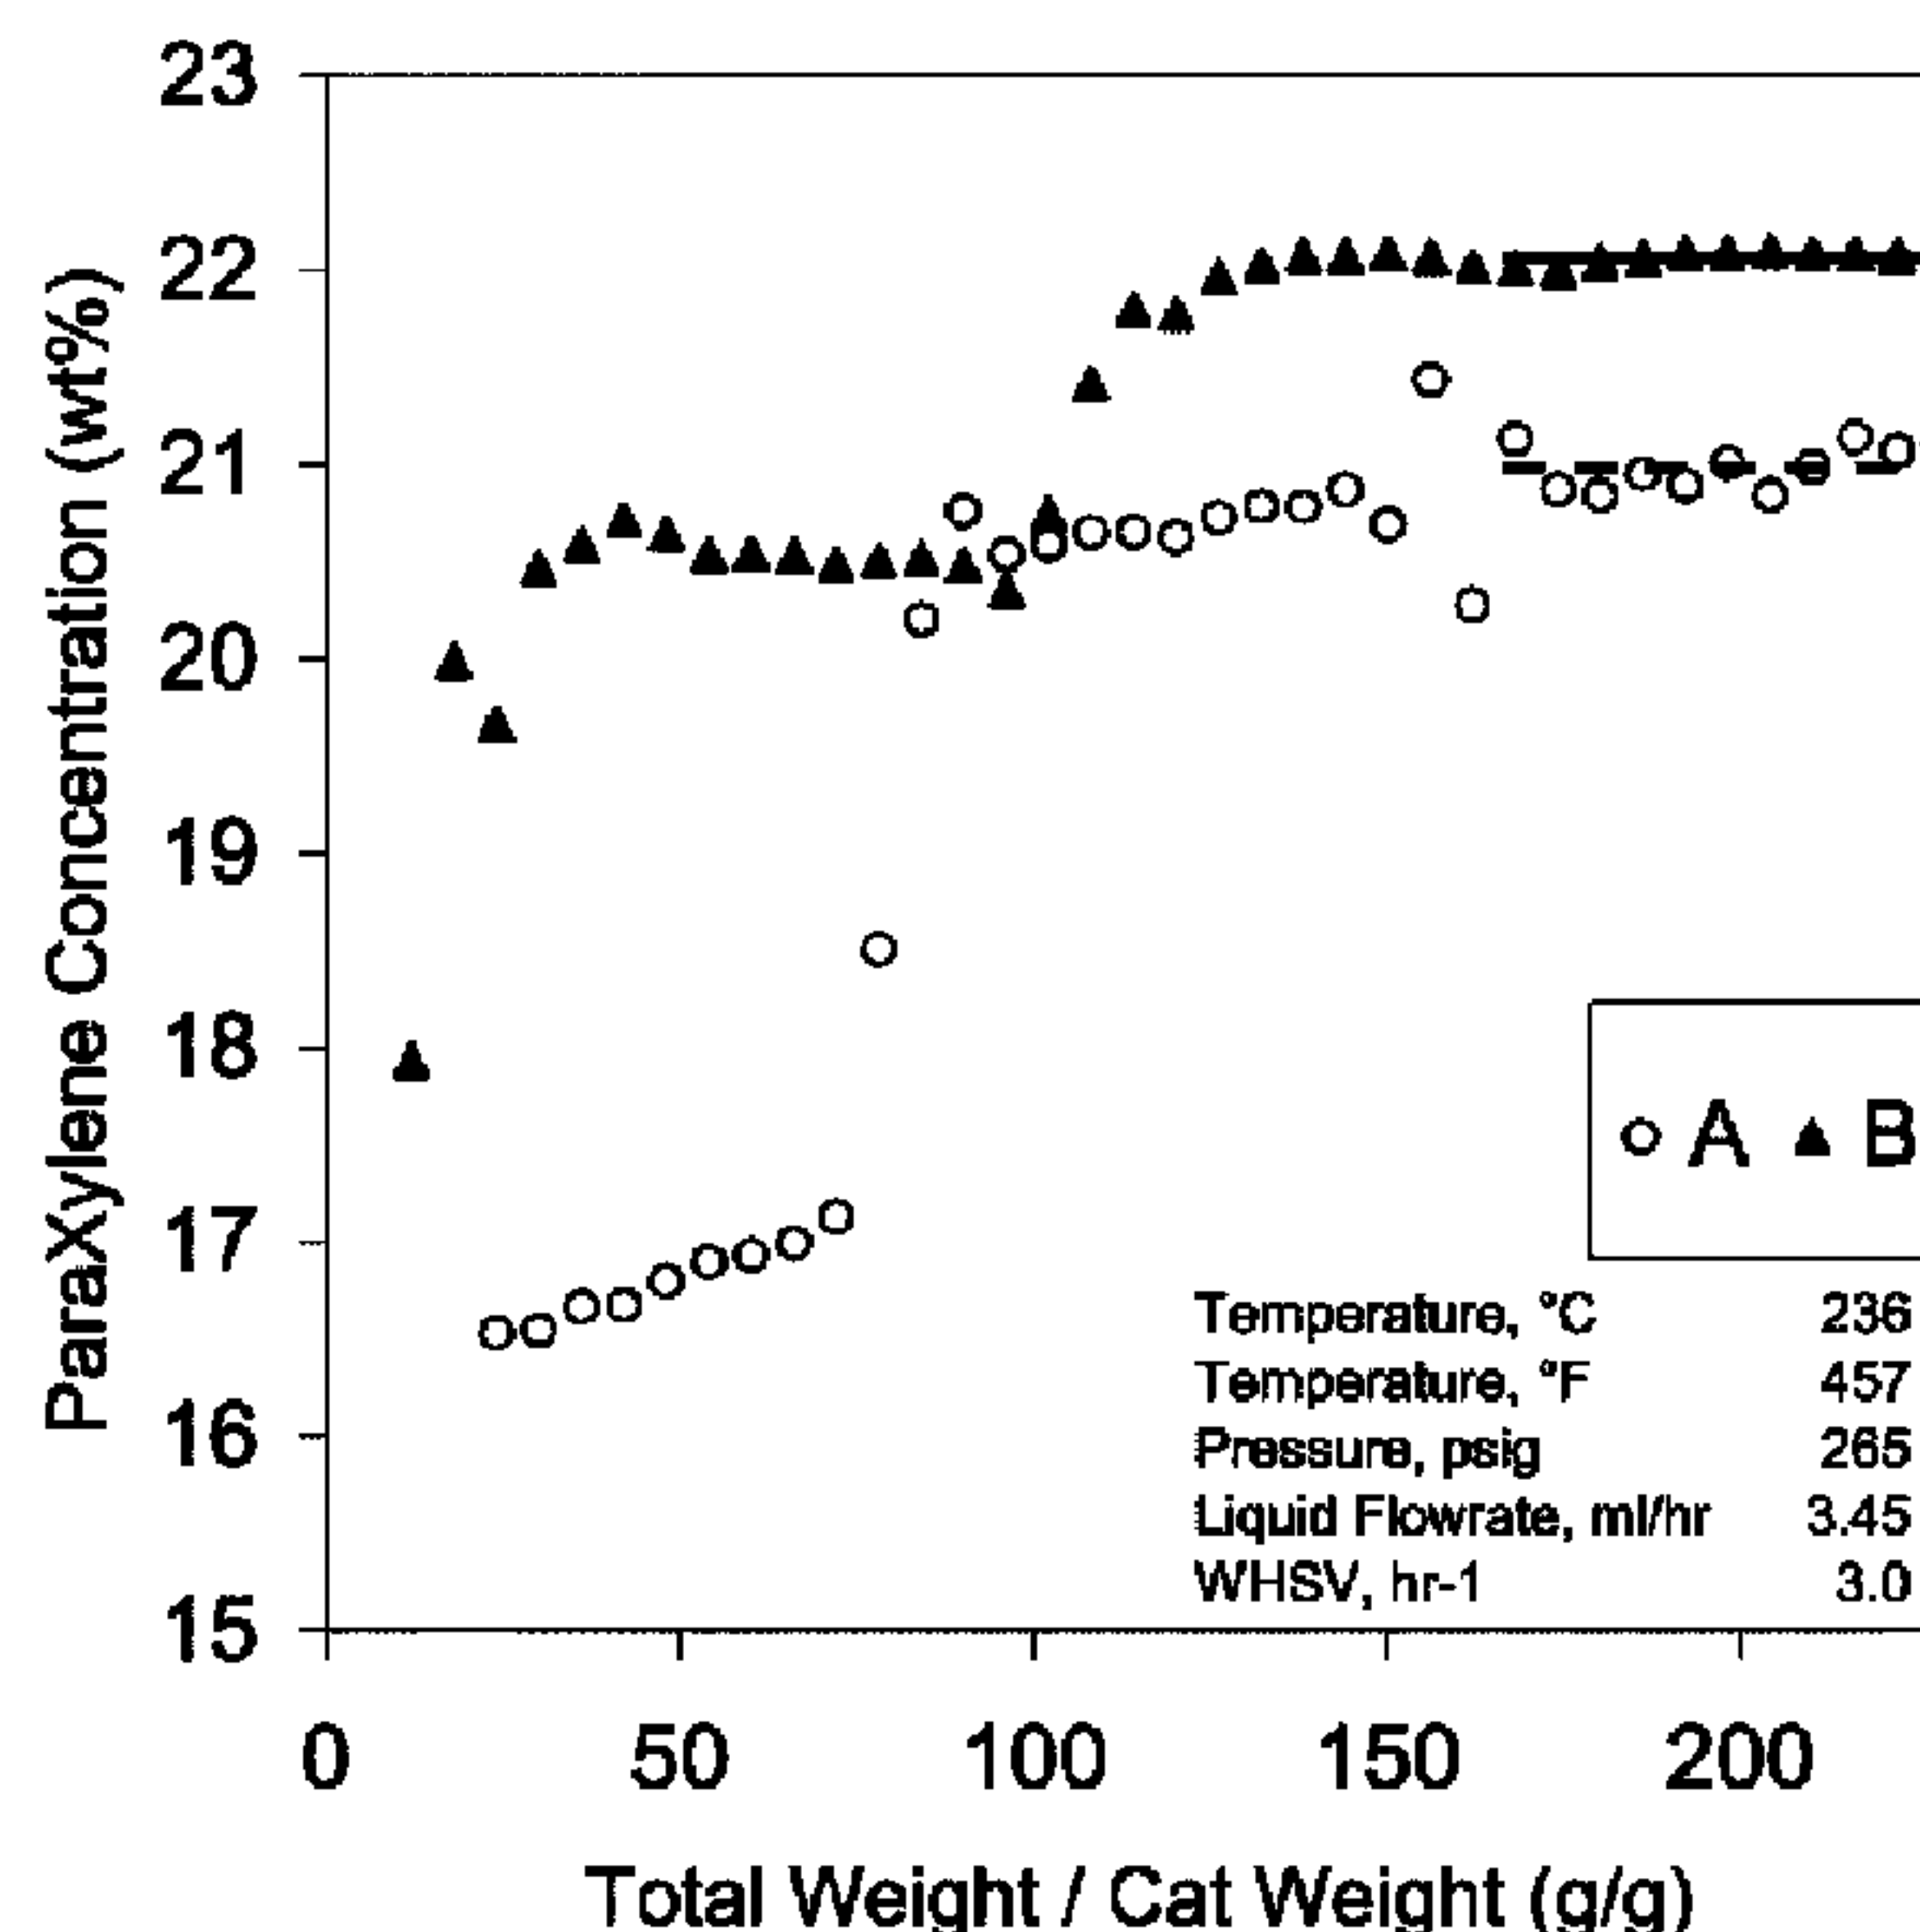 ParaXylene Concentration (wt%)
23
22
21
20
19
18
17
16
15
A B
Temperature, °C 236
Temperature, °F 457
Pressure, psig 265
Liquid Flowrate, ml/hr 3.45
WHSV, hr-1 3.0
0 50 100 150 200
Total Weight / Cat Weight (g/g)